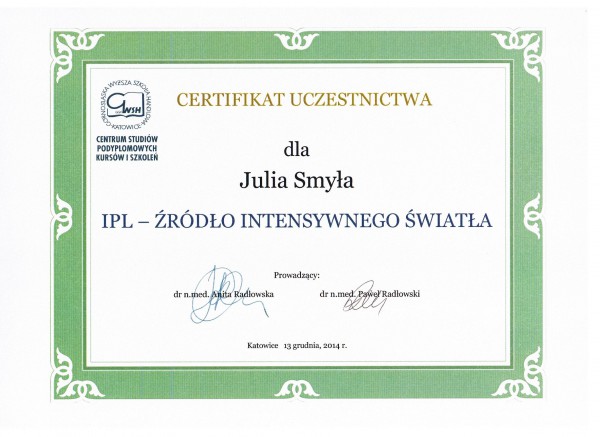 GÓRNOŚLĄSKA WYŻSZA SZKOŁA HANDLOWA
KATOWICE
GWSH
CENTRUM STUDIÓW
PODYPLOMOWYCH
KURSÓW I SZKOLEŃ
CERTIFIKAT UCZESTNICTWA
dla
Julia Smyła
IPL – ŹRÓDŁO INTENSYWNEGO ŚWIATŁA
Prowadzący:
dr n.med. Anita Radłowska
dr n.med. Paweł Radłowski
Katowice 13 grudnia, 2014 r.